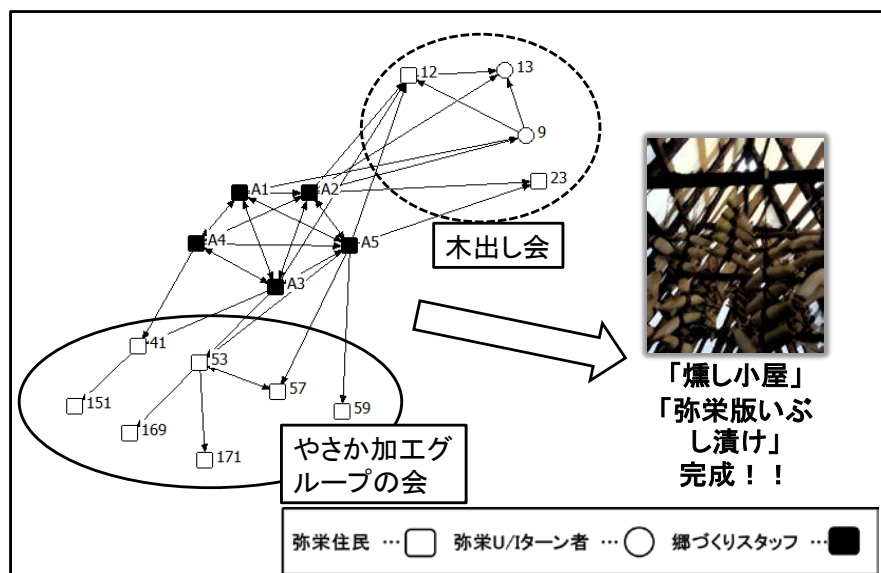 12
13
9
23
A1
A2
A4
A5
A3
木出し会
41
53
57
151
59
169
171
やさか加工グ
ループの会
「燻し小屋」
「弥栄版いぶ
し漬け」
完成！！
弥栄住民 …□ 弥栄U/Iターン者 …○ 郷づくりスタッフ …■